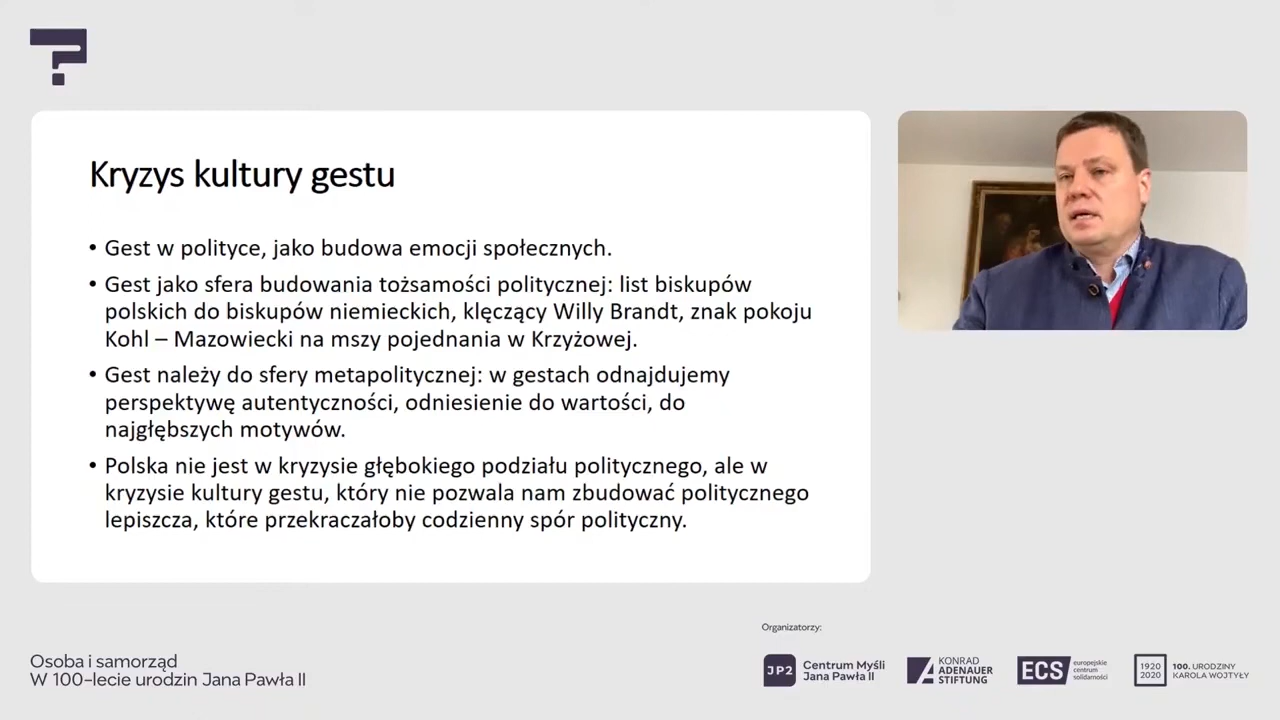 Kryzys kultury gestu
• Gest w polityce, jako budowa emocji społecznych.
• Gest jako sfera budowania tożsamości politycznej: list biskupów
polskich do biskupów niemieckich, klęczący Willy Brandt, znak pokoju
Kohl – Mazowiecki na mszy pojednania w Krzyżowej.
• Gest należy do sfery metapolitycznej: w gestach odnajdujemy
perspektywę autentyczności, odniesienie do wartości, do
najgłębszych motywów.
• Polska nie jest w kryzysie głębokiego podziału politycznego, ale w
kryzysie kultury gestu, który nie pozwala nam zbudować politycznego
lepiszcza, które przekraczałoby codzienny spór polityczny.
Osoba i samorząd
W 100-lecie urodzin Jana Pawła II
Organizatorzy:
JP2
Centrum Myśli
Jana Pawła II
KONRAD
ADENAUER
STIFTUNG
ECS
europejskie
centrum
solidarności
1920
2020
100. URODZINY
KAROLA WOJTYŁY